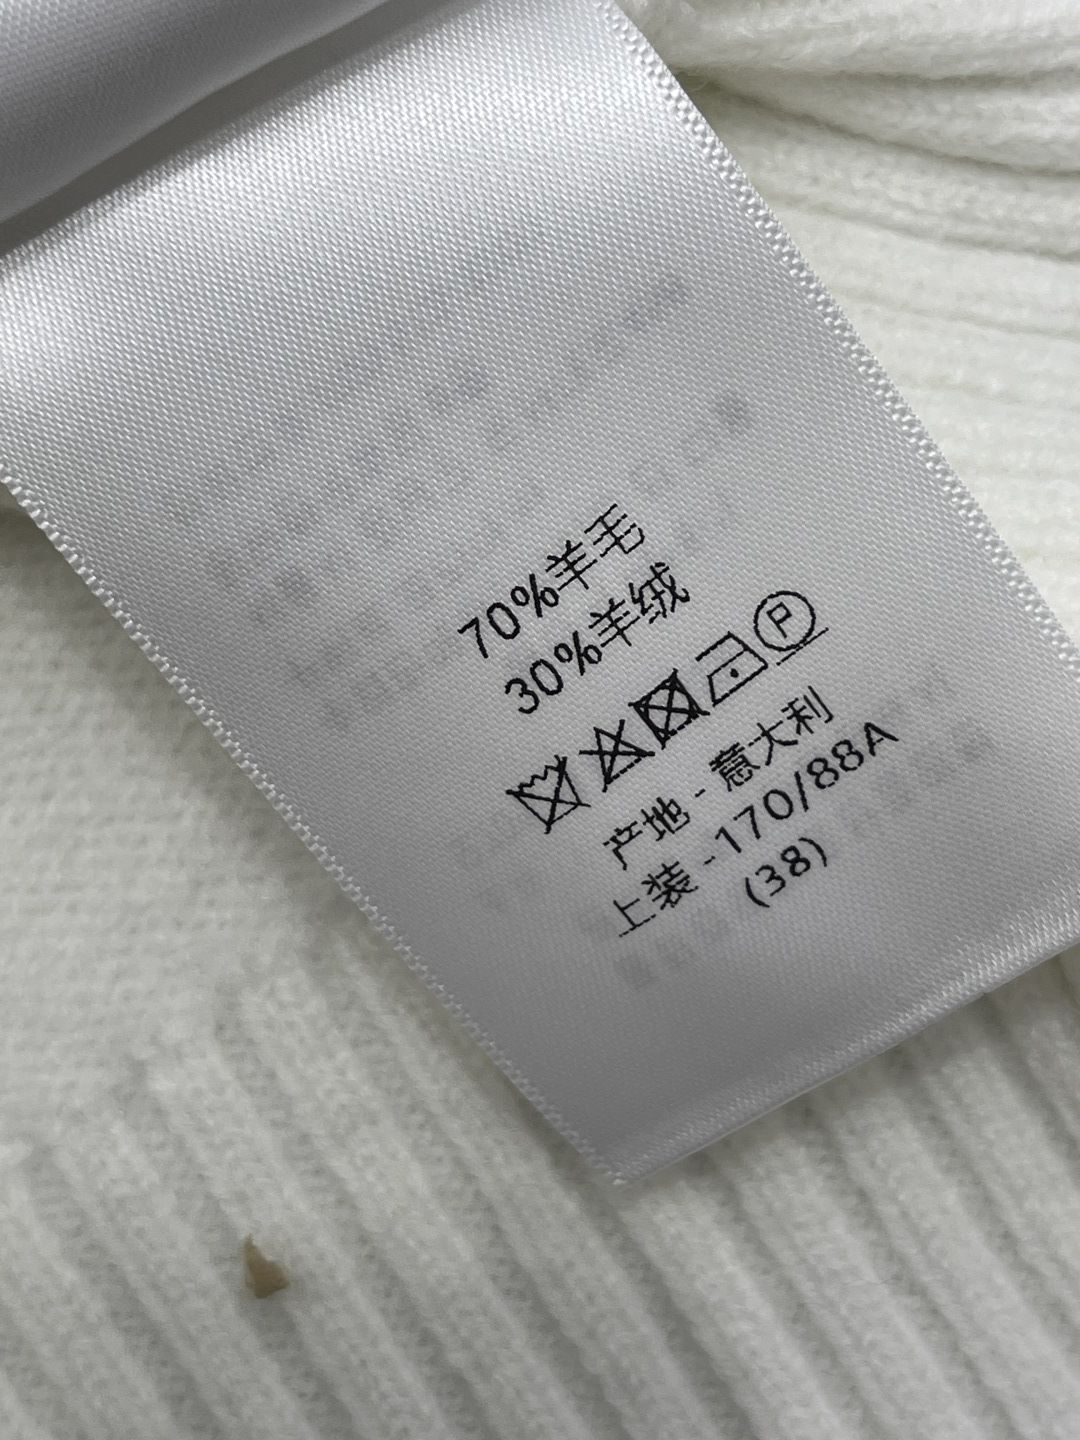 70%羊毛
30%羊绒
P
产地 - 意大利
上装 - 170/88A
(38)